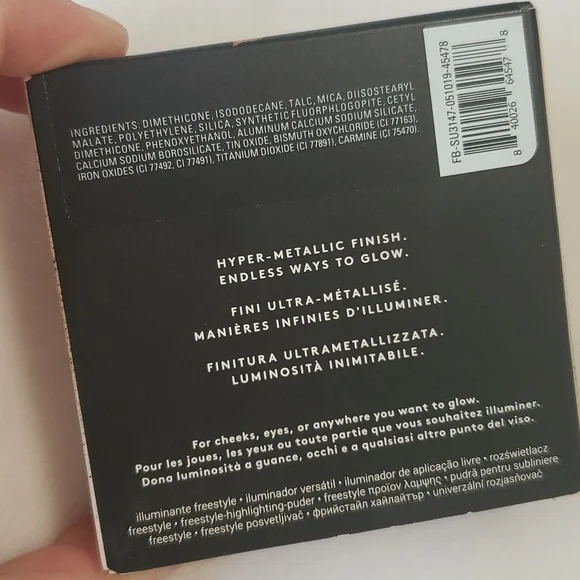 INGREDIENTS: DIMETHICONE, ISODODECANE, TALC, MICA, DIISOSTEARYL
MALATE, POLYETHYLENE, SILICA, SYNTHETIC FLUORPHLOGOPITE, CETYL
DIMETHICONE, PHENOXYETHANOL, ALUMINUM CALCIUM SODIUM SILICATE,
CALCIUM SODIUM BOROSILICATE, TIN OXIDE, BISMUTH OXYCHLORIDE (CI 77163),
IRON OXIDES (CI 77492, CI 77491), TITANIUM DIOXIDE (CI 77891), CARMINE (CI 75470).
FB-SU3147-051019-45478
8 40026 64547 8
HYPER-METALLIC FINISH.
ENDLESS WAYS TO GLOW.
FINI ULTRA-MÉTALLISÉ.
MANIÈRES INFINIES D'ILLUMINER.
FINITURA ULTRAMETALLIZZATA.
LUMINOSITÀ INIMITABILE.
For cheeks, eyes, or anywhere you want to glow.
Pour les joues, les yeux ou toute partie que vous souhaitez illuminer.
Dona luminosità a guance, occhi e a qualsiasi altro punto del viso.
illuminante freestyle • iluminador versátil • iluminador de aplicação livre • rozświetlacz
freestyle • freestyle-highlighting-puder • freestyle προϊον λαμψης • pudră pentru subliniere
freestyle • freestyle posvetljivač • фрийстайл хайлайтър • univerzální rozjasňovač